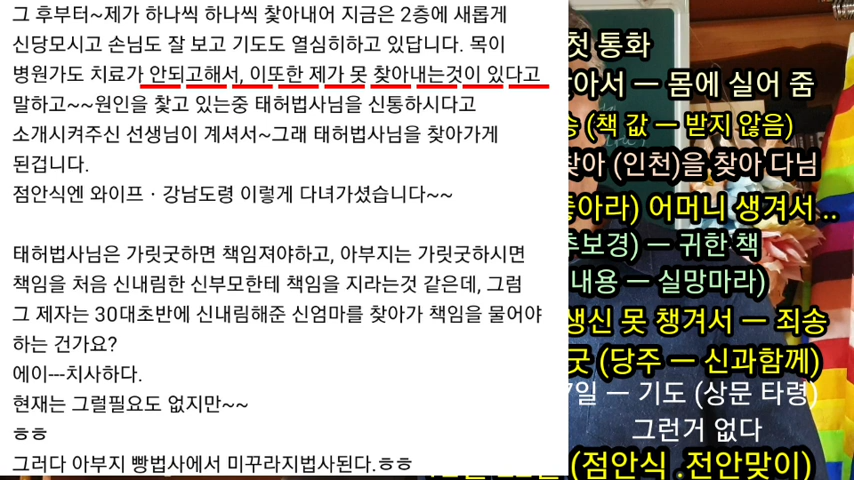 그 후부터~제가 하나씩 하나씩 찿아내어 지금은 2층에 새롭게
신당모시고 손님도 잘 보고 기도도 열심히하고 있답니다. 목이
병원가도 치료가 안되고해서, 이또한 제가 못 찾아내는것이 있다고
말하고~~원인을 찿고 있는중 태허법사님을 신통하시다고
소개시켜주신 선생님이 계셔서~그래 태허법사님을 찾아가게
된겁니다.
점안식엔 와이프 · 강남도령 이렇게 다녀가셨습니다~~
태허법사님은 가릿굿하면 책임져야하고, 아부지는 가릿굿하시면
책임을 처음 신내림한 신부모한테 책임을 지라는것 같은데, 그럼
그 제자는 30대초반에 신내림해준 신엄마를 찾아가 책임을 물어야
하는 건가요?
에이---치사하다.
현재는 그럴필요도 없지만~~
ㅎㅎ
그러다 아부지 빵법사에서 미꾸라지법사된다.ㅎㅎ
첫 통화
아서 ㅡ 몸에 실어 줌
(책 값 ㅡ 받지 않음)
찾아 (인천)을 찾아 다님
좋아라) 어머니 생겨서...
추보경) ㅡ 귀한 책
내용 ㅡ 실망마라)
생신 못 챙겨서 ㅡ 죄송
굿 (당주 ㅡ 신과함께)
7일 ㅡ 기도 (상문 타령)
그런거 없다
(점안식 .전안맞이)